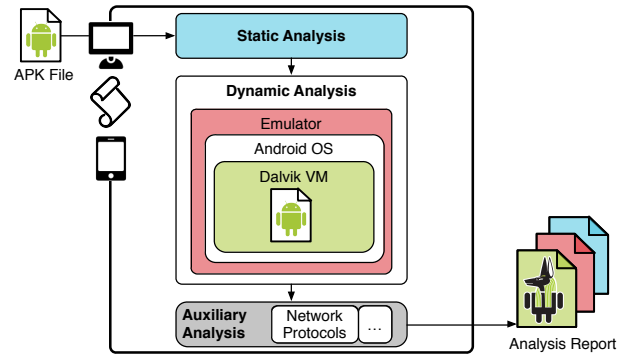 Static Analysis
APK File
Dynamic Analysis
Emulator
Android OS
Dalvik VM
Auxiliary
Analysis
Network
Protocols
...
Analysis Report